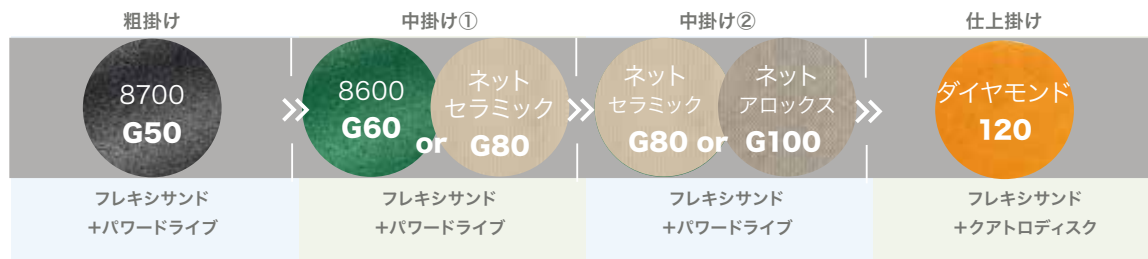 粗掛け
中掛け①
中掛け②
仕上掛け
8700
G50
8600
G60
or
ネット
セラミック
G80
ネット
セラミック
G80 or
ネット
アロックス
G100
ダイヤモンド
120
フレキシサンド
＋パワードライブ
フレキシサンド
＋パワードライブ
フレキシサンド
＋パワードライブ
フレキシサンド
＋クアトロディスク